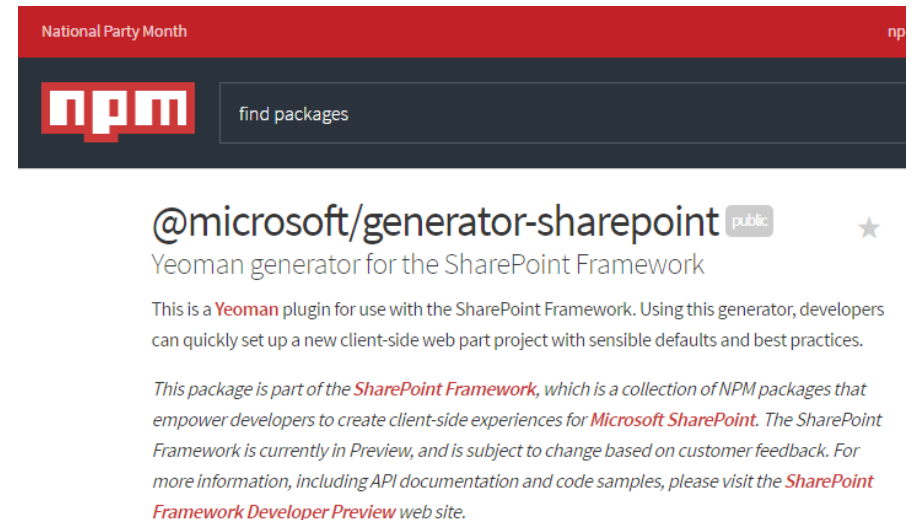 National Party Month
np
npm
find packages
@microsoft/generator-sharepoint public
Yeoman generator for the SharePoint Framework
This is a Yeoman plugin for use with the SharePoint Framework. Using this generator, developers
can quickly set up a new client-side web part project with sensible defaults and best practices.
This package is part of the SharePoint Framework, which is a collection of NPM packages that
empower developers to create client-side experiences for Microsoft SharePoint. The SharePoint
Framework is currently in Preview, and is subject to change based on customer feedback. For
more information, including API documentation and code samples, please visit the SharePoint
Framework Developer Preview web site.